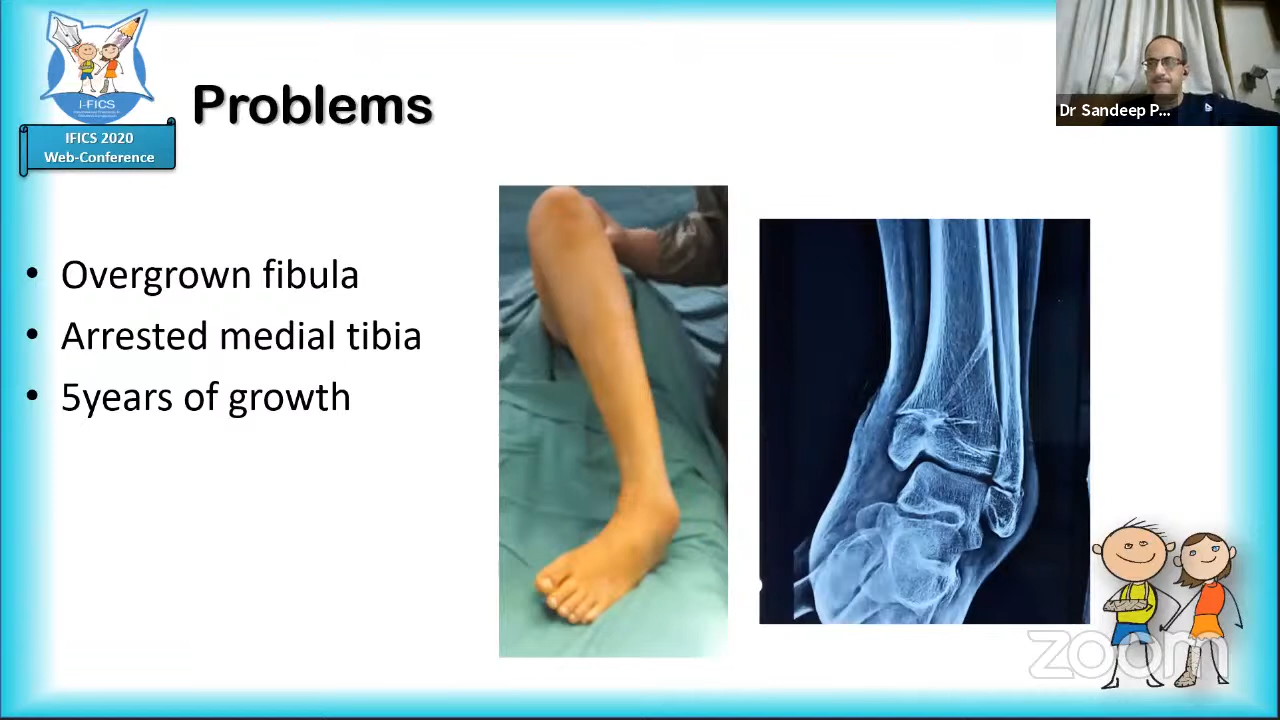 I-FICS
IFICS 2020
Web-Conference
Problems
Dr Sandeep P...
• Overgrown fibula
• Arrested medial tibia
• 5years of growth
zoom